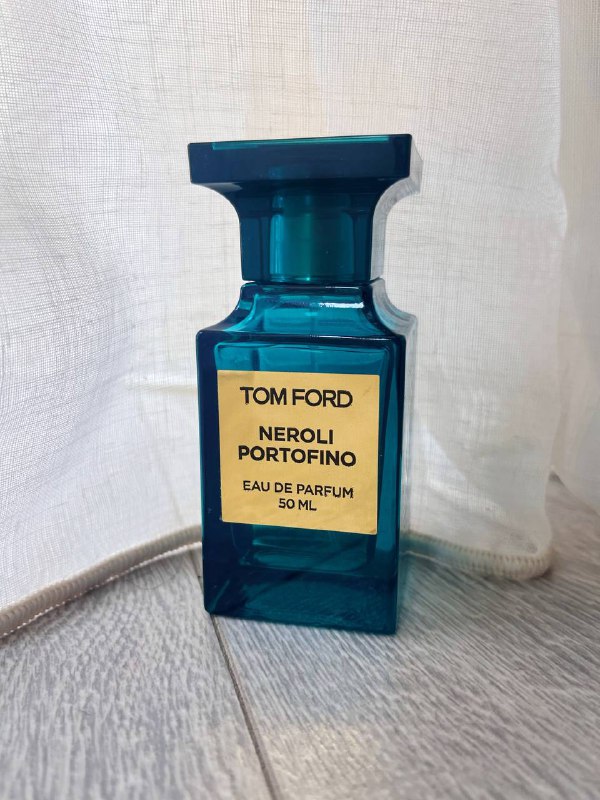 TOM FORD
NEROLI
PORTOFINO
EAU DE PARFUM
50 ML